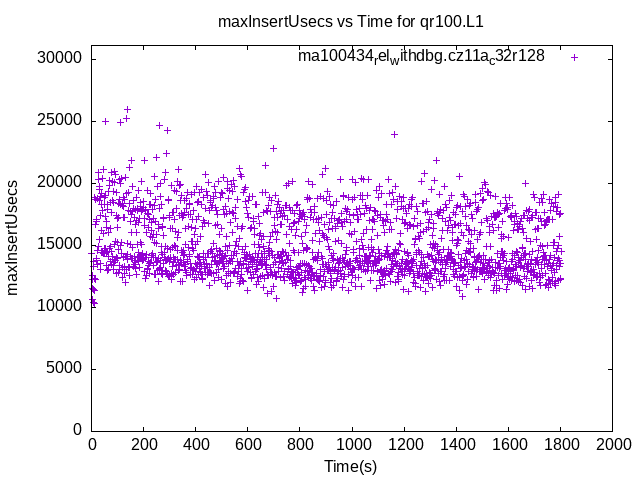 maxInsertUsecs vs Time for qr100.L1
ma100434_rel_withdbg.cz11a_c32r128
30000
25000
20000
15000
10000
5000
0
maxInsertUsecs
0 200 400 600 800 1000 1200 1400 1600 1800 2000
Time(s)